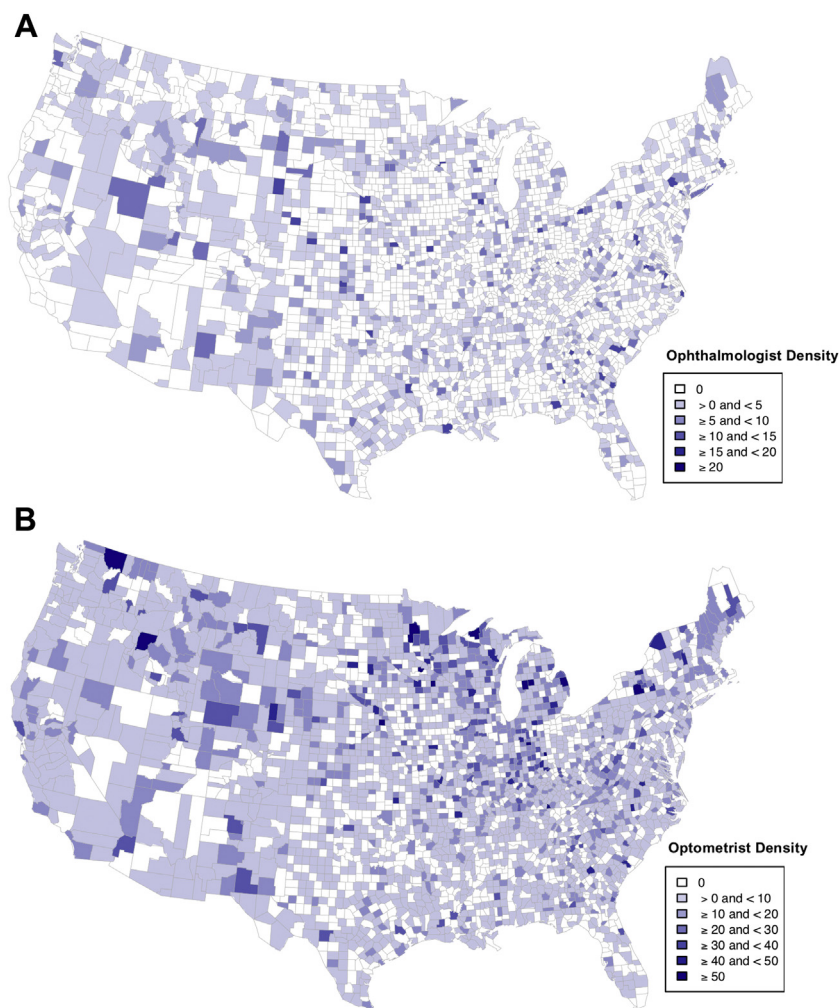 A
Ophthalmologist Density
0
> 0 and < 5
≥ 5 and < 10
≥ 10 and < 15
≥ 15 and < 20
≥ 20
B
Optometrist Density
0
> 0 and < 10
≥ 10 and < 20
≥ 20 and < 30
≥ 30 and < 40
≥ 40 and < 50
≥ 50